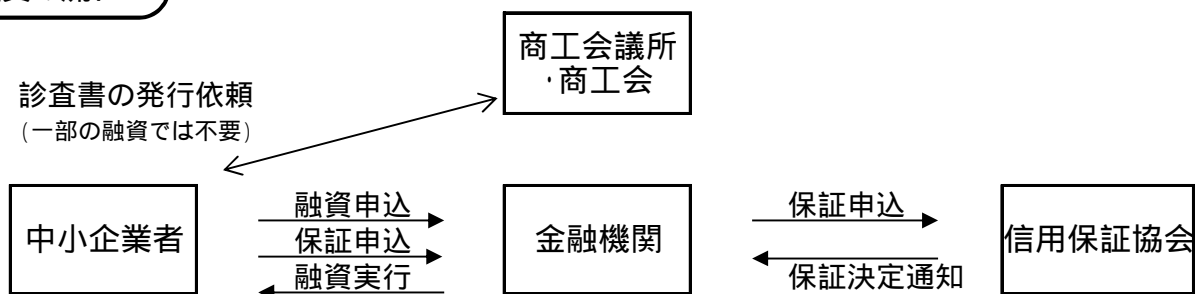 商工会議所
・商工会
診査書の発行依頼
（一部の融資では不要）
中小企業者
融資申込
保証申込
融資実行
金融機関
保証申込
保証決定通知
信用保証協会